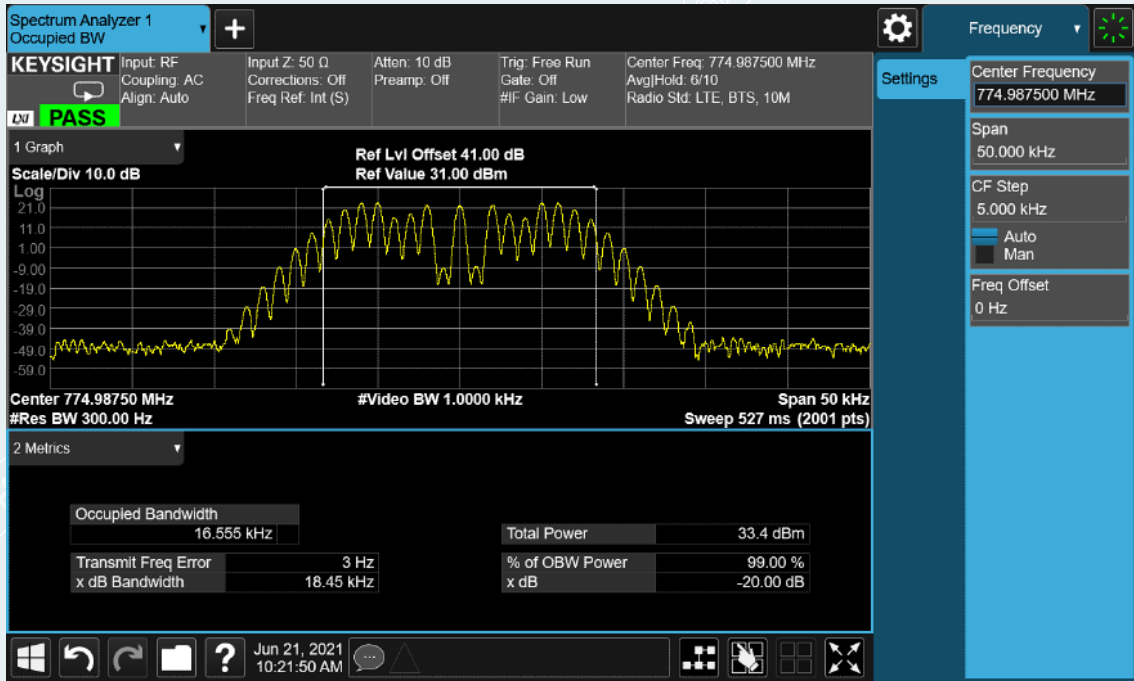 Spectrum Analyzer 1
Occupied BW
+
Frequency
KEYSIGHT
LXI
PASS
Input: RF
Coupling: AC
Align: Auto
Input Z: 50 Ω
Corrections: Off
Freq Ref: Int (S)
Atten: 10 dB
Preamp: Off
Trig: Free Run
Gate: Off
#IF Gain: Low
Center Freq: 774.987500 MHz
Avg|Hold: 6/10
Radio Std: LTE, BTS, 10M
Settings
Center Frequency
774.987500 MHz
Span
50.000 kHz
CF Step
5.000 kHz
Auto
Man
Freq Offset
0 Hz
1 Graph
Scale/Div 10.0 dB
Ref Lvl Offset 41.00 dB
Ref Value 31.00 dBm
Log
21.0
11.0
1.00
-9.00
-19.0
-29.0
-39.0
-49.0
-59.0
Center 774.98750 MHz
#Video BW 1.0000 kHz
Span 50 kHz
#Res BW 300.00 Hz
Sweep 527 ms (2001 pts)
2 Metrics
Occupied Bandwidth
16.555 kHz
Total Power 33.4 dBm
Transmit Freq Error 3 Hz
% of OBW Power 99.00 %
x dB Bandwidth 18.45 kHz
x dB -20.00 dB
?
Jun 21, 2021
10:21:50 AM